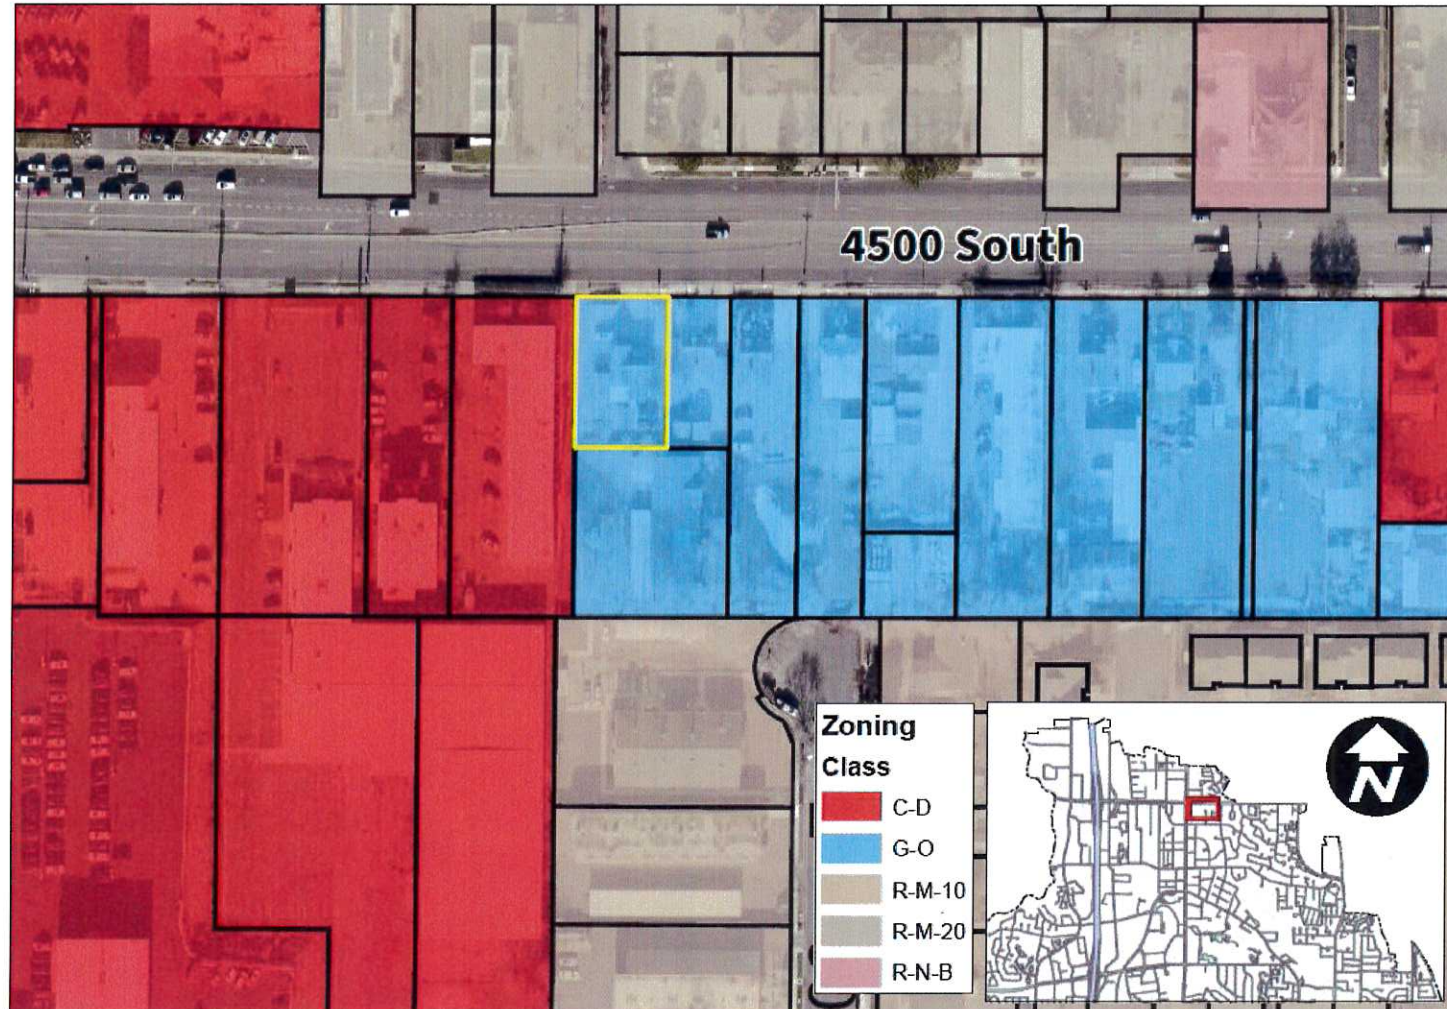 4500 South
Zoning
Class
C-D
G-O
R-M-10
R-M-20
R-N-B
N